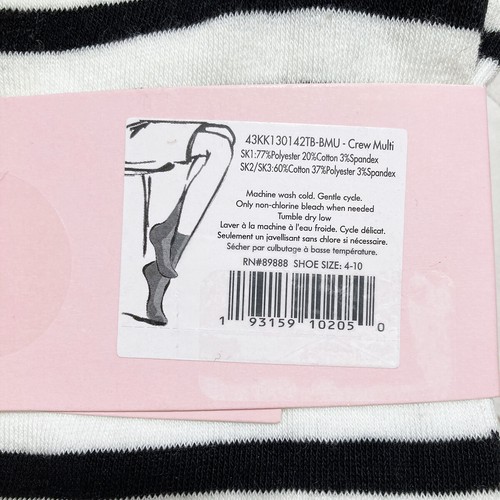 43KK130142TB-BMU - Crew Multi
SK1:77%Polyester 20%Cotton 3%Spandex
SK2/SK3:60%Cotton 37%Polyester 3%Spandex
Machine wash cold. Gentle cycle.
Only non-chlorine bleach when needed
Tumble dry low
Laver à la machine à l'eau froide. Cycle délicat.
Seulement un javellisant sans chlore si nécessaire.
Sécher par culbutage à basse température.
RN#89888 SHOE SIZE: 4-10
1 93159 10205 0